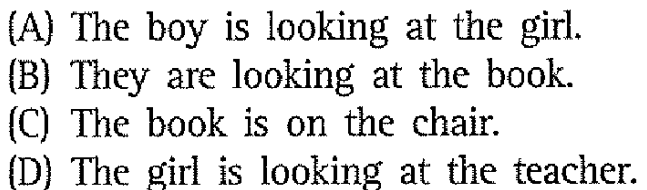 (A) The boy is looking at the girl.
(B) They are looking at the book.
(C) The book is on the chair.
(D) The girl is looking at the teacher.